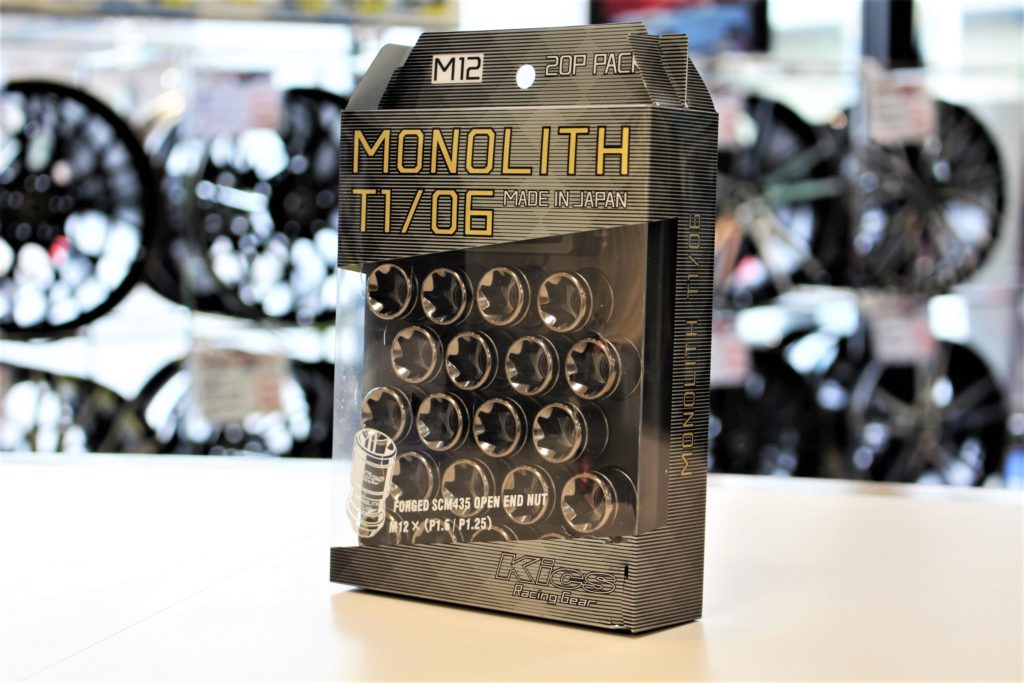 M12
20P PACK
MONOLITH
T1/06 MADE IN JAPAN
MONOLITH T1/06
M12
FORGED SCM435 OPEN END NUT
M12 × (P1.5 / P1.25)
Kics
Racing Gear